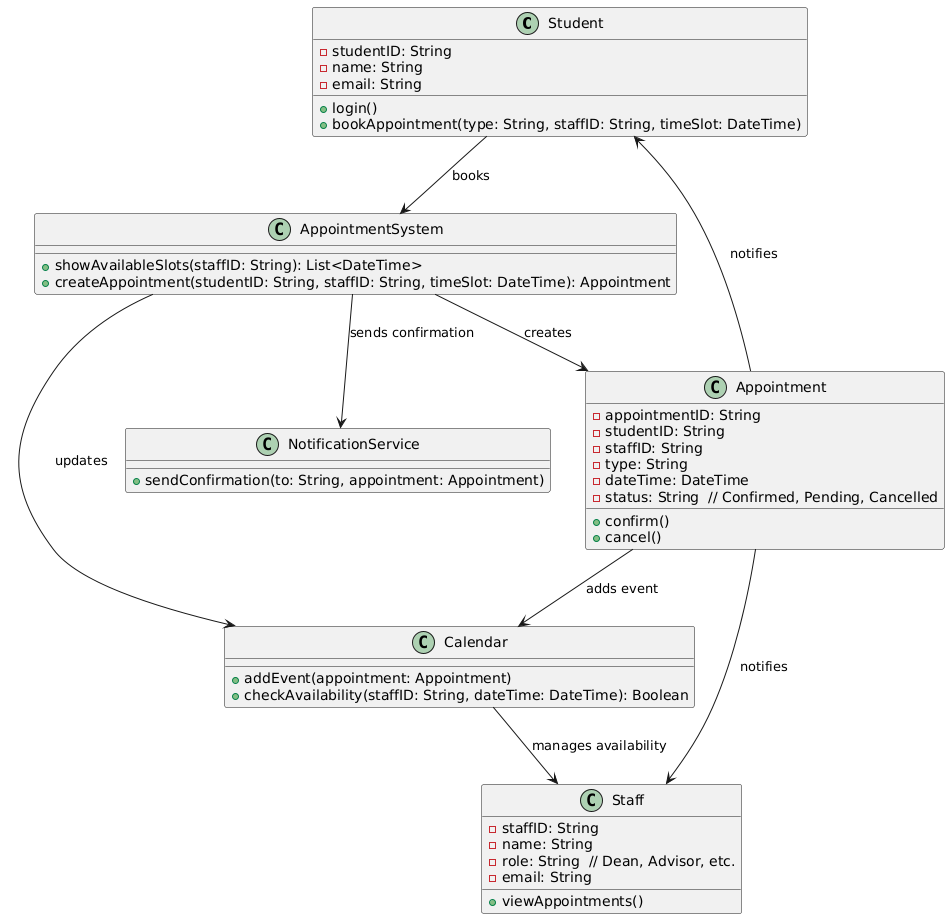 C Student
studentID: String
name: String
email: String
login()
bookAppointment(type: String, staffID: String, timeSlot: DateTime)
books
notifies
C AppointmentSystem
showAvailableSlots(staffID: String): List<DateTime>
createAppointment(studentID: String, staffID: String, timeSlot: DateTime): Appointment
sends confirmation
creates
updates
C NotificationService
sendConfirmation(to: String, appointment: Appointment)
C Appointment
appointmentID: String
studentID: String
staffID: String
type: String
dateTime: DateTime
status: String  // Confirmed, Pending, Cancelled
confirm()
cancel()
adds event
notifies
C Calendar
addEvent(appointment: Appointment)
checkAvailability(staffID: String, dateTime: DateTime): Boolean
manages availability
C Staff
staffID: String
name: String
role: String  // Dean, Advisor, etc.
email: String
viewAppointments()